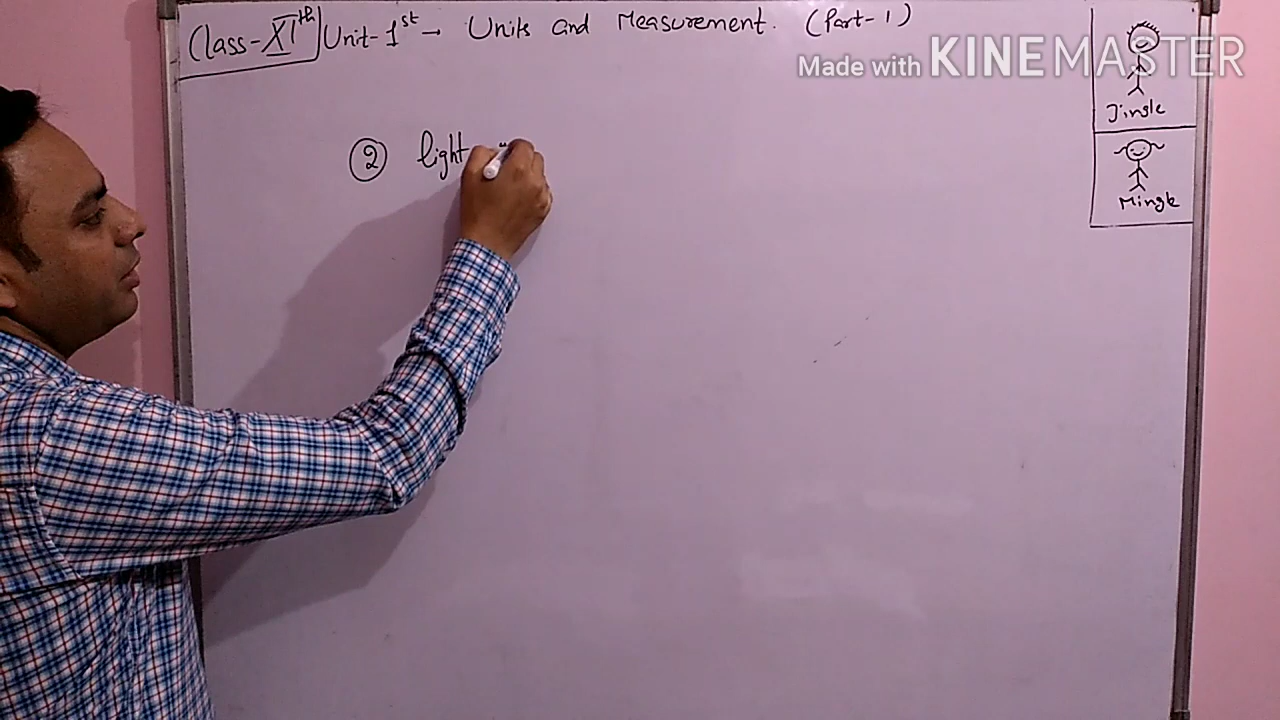 Class-XIth Unit-1st → Units and Measurement. (Part-1)
Made with KINEMASTER
Jingle
② light
Mingle